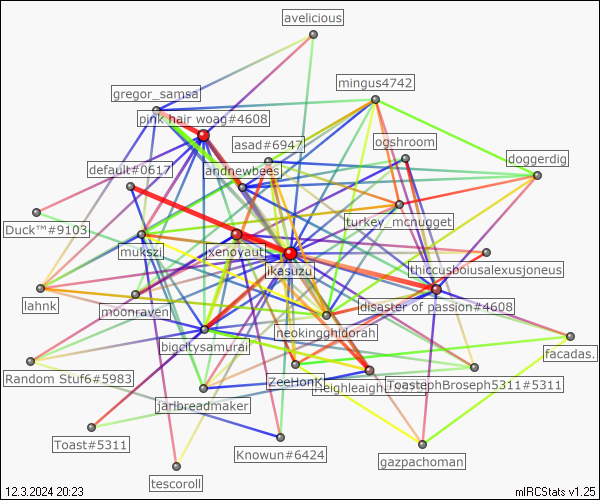 avelicious
mingus4742
gregor_samsa
pink hair woag#4608
ogshroom
asad#6947
doggerdig
default#0617
andnewbees
Duck™#9103
turkey_mcnugget
mukszi
xenoyaut
ikasuzu
thiccusboiusalexusjoneus
lahnk
moonraven
disaster of passion#4608
neokingghidorah
bigcitysamurai
facadas.
Random Stuf6#5983
ZeeHonK
ToastephBroseph5311#5311
jarlbreadmaker
Toast#5311
Knowun#6424
gazpachoman
tescoroll
12.3.2024 20:23
mIRCStats v1.25